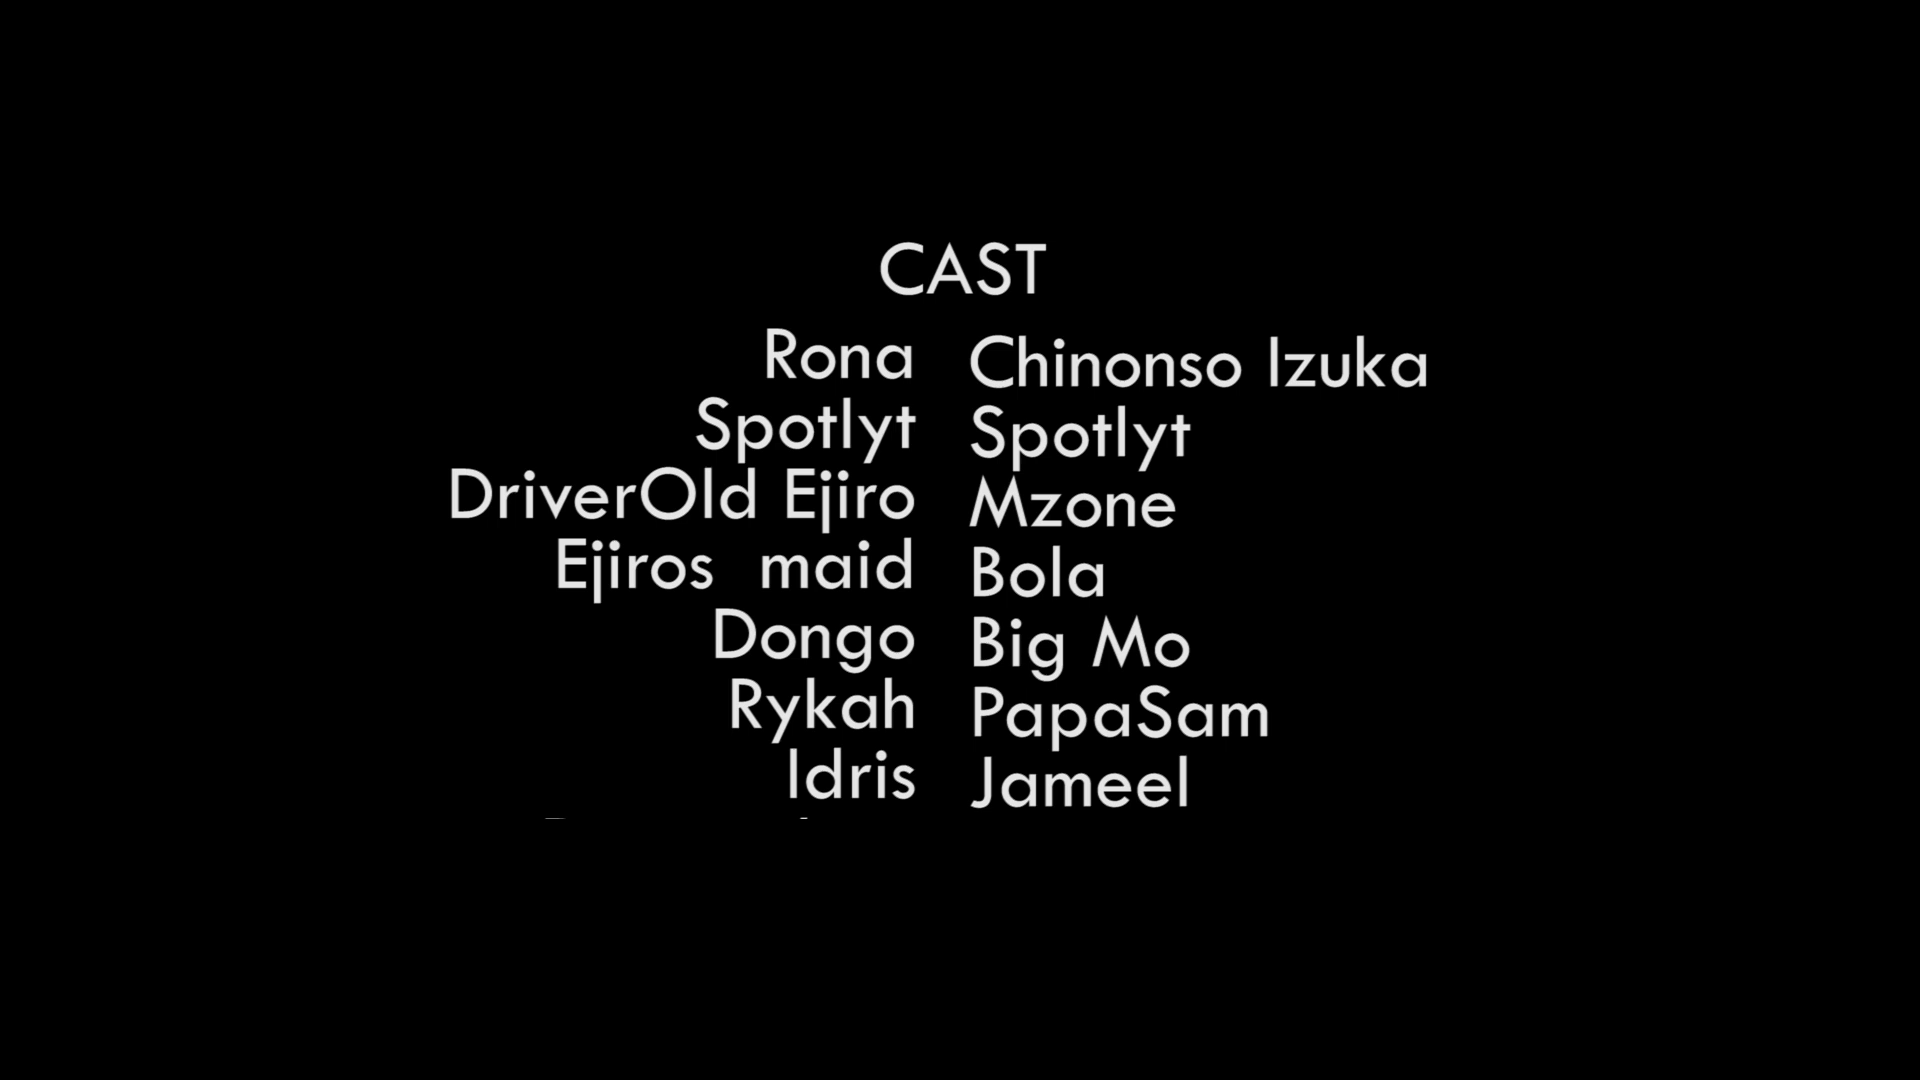 CAST
Rona Chinonso Izuka
Spotlyt Spotlyt
DriverOld Ejiro Mzone
Ejiros  maid Bola
Dongo Big Mo
Rykah PapaSam
Idris Jameel